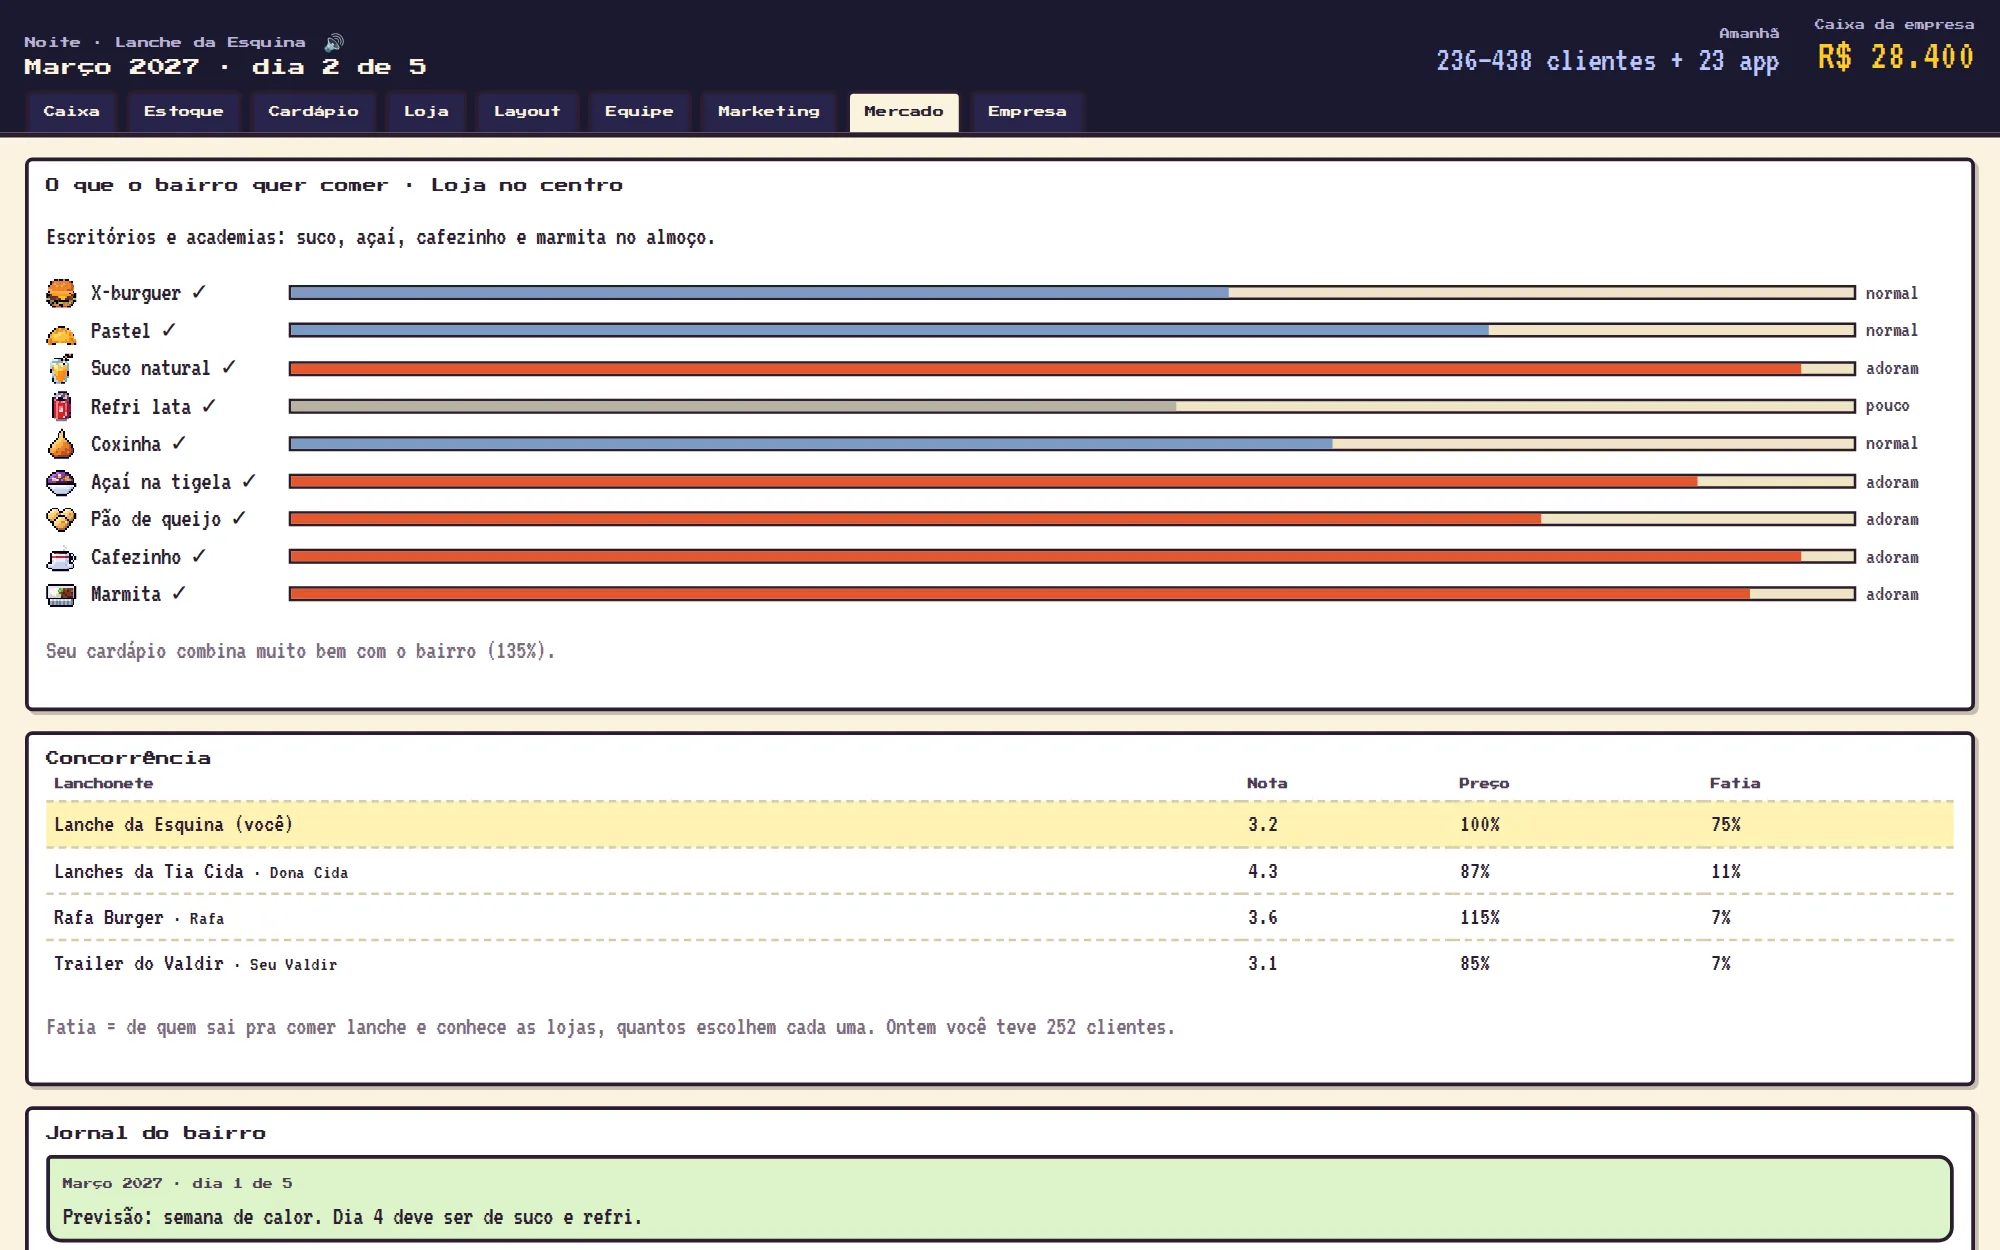 Noite · Lanche da Esquina
Março 2027 · dia 2 de 5
Amanhã
236–438 clientes + 23 app
Caixa da empresa
R$ 28.400
Caixa Estoque Cardápio Loja Layout Equipe Marketing Mercado Empresa
O que o bairro quer comer · Loja no centro
Escritórios e academias: suco, açaí, cafezinho e marmita no almoço.
X-burguer ✓ normal
Pastel ✓ normal
Suco natural ✓ adoram
Refri lata ✓ pouco
Coxinha ✓ normal
Açaí na tigela ✓ adoram
Pão de queijo ✓ adoram
Cafezinho ✓ adoram
Marmita ✓ adoram
Seu cardápio combina muito bem com o bairro (135%).
Concorrência
Lanchonete Nota Preço Fatia
Lanche da Esquina (você) 3.2 100% 75%
Lanches da Tia Cida · Dona Cida 4.3 87% 11%
Rafa Burger · Rafa 3.6 115% 7%
Trailer do Valdir · Seu Valdir 3.1 85% 7%
Fatia = de quem sai pra comer lanche e conhece as lojas, quantos escolhem cada uma. Ontem você teve 252 clientes.
Jornal do bairro
Março 2027 · dia 1 de 5
Previsão: semana de calor. Dia 4 deve ser de suco e refri.